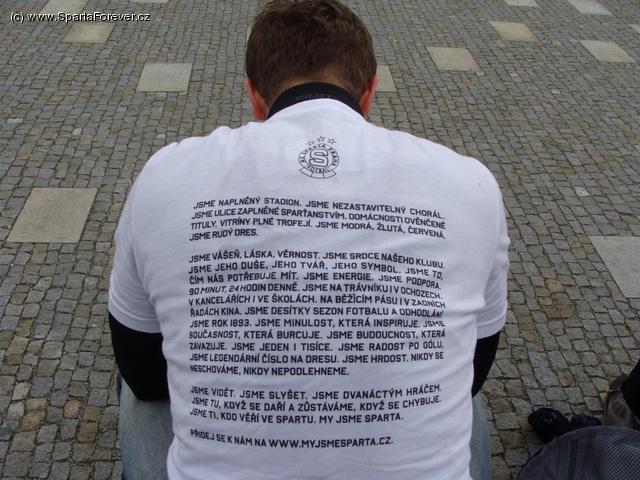 (c) www.SpartaForever.cz
AC SPARTA PRAHA
FOTBAL
JSME NAPLNĚNÝ STADION. JSME NEZASTAVITELNÝ CHORÁL.
JSME ULICE ZAPLNĚNÉ SPARŤANSTVÍM. DOMÁCNOSTI OVĚNČENÉ
TITULY, VITRÍNY PLNÉ TROFEJÍ. JSME MODRÁ, ŽLUTÁ, ČERVENÁ.
JSME RUDÝ DRES.
JSME VÁŠEŇ, LÁSKA, VĚRNOST. JSME SRDCE NAŠEHO KLUBU,
JSME JEHO DUŠE, JEHO TVÁŘ, JEHO SYMBOL. JSME TO,
ČÍM NÁS POTŘEBUJE MÍT. JSME ENERGIE. JSME PODPORA.
90 MINUT, 24 HODIN DENNĚ. JSME NA TRÁVNÍKU I V OCHOZECH.
V KANCELÁŘÍCH I VE ŠKOLÁCH. NA BĚŽÍCÍM PÁSU I V ZADNÍCH
ŘADÁCH KINA. JSME DESÍTKY SEZON FOTBALU A ODHODLÁNÍ.
JSME ROK 1893. JSME MINULOST, KTERÁ INSPIRUJE. JSME
SOUČASNOST, KTERÁ BURCUJE. JSME BUDOUCNOST, KTERÁ
ZAVAZUJE. JSME JEDEN I TISÍCE. JSME RADOST PO GÓLU,
JSME LEGENDÁRNÍ ČÍSLO NA DRESU. JSME HRDOST. NIKDY SE
NESCHOVÁME, NIKDY NEPODLEHNEME.
JSME VIDĚT. JSME SLYŠET. JSME DVANÁCTÝM HRÁČEM.
JSME TU, KDYŽ SE DAŘÍ A ZŮSTÁVÁME, KDYŽ SE CHYBUJE.
JSME TI, KDO VĚŘÍ VE SPARTU. MY JSME SPARTA.
PŘIDEJ SE K NÁM NA WWW.MYJSMESPARTA.CZ.